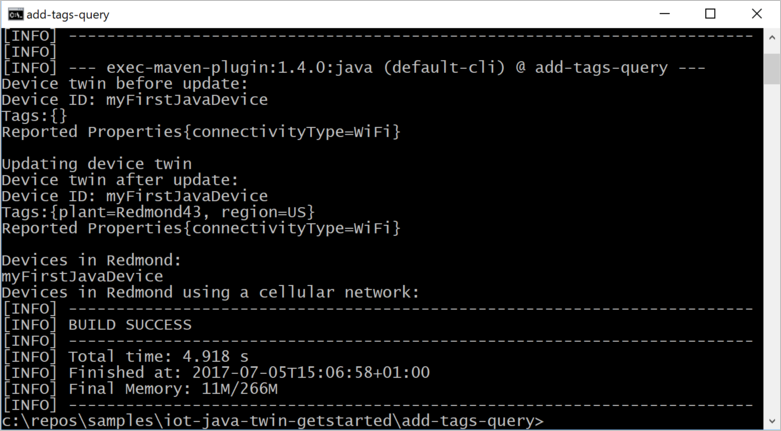 add-tags-query
[INFO] ------------------------------------------------------------------------
[INFO]
[INFO] --- exec-maven-plugin:1.4.0:java (default-cli) @ add-tags-query ---
Device twin before update:
Device ID: myFirstJavaDevice
Tags:{}
Reported Properties{connectivityType=WiFi}
Updating device twin
Device twin after update:
Device ID: myFirstJavaDevice
Tags:{plant=Redmond43, region=US}
Reported Properties{connectivityType=WiFi}
Devices in Redmond:
myFirstJavaDevice
Devices in Redmond using a cellular network:
[INFO] ------------------------------------------------------------------------
[INFO] BUILD SUCCESS
[INFO] ------------------------------------------------------------------------
[INFO] Total time: 4.918 s
[INFO] Finished at: 2017-07-05T15:06:58+01:00
[INFO] Final Memory: 11M/266M
[INFO] ------------------------------------------------------------------------
c:\repos\samples\iot-java-twin-getstarted\add-tags-query>